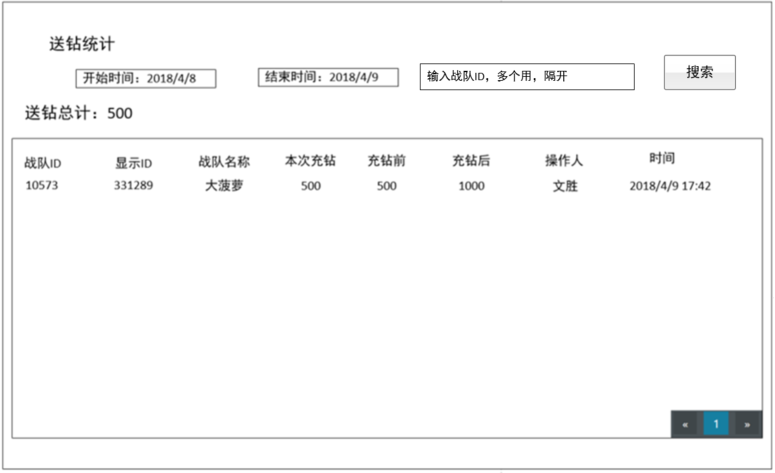 送钻统计
开始时间：2018/4/8 结束时间：2018/4/9 输入战队ID，多个用，隔开 搜索
送钻总计：500
战队ID 显示ID 战队名称 本次充钻 充钻前 充钻后 操作人 时间
10573 331289 大菠萝 500 500 1000 文胜 2018/4/9 17:42
« 1 »